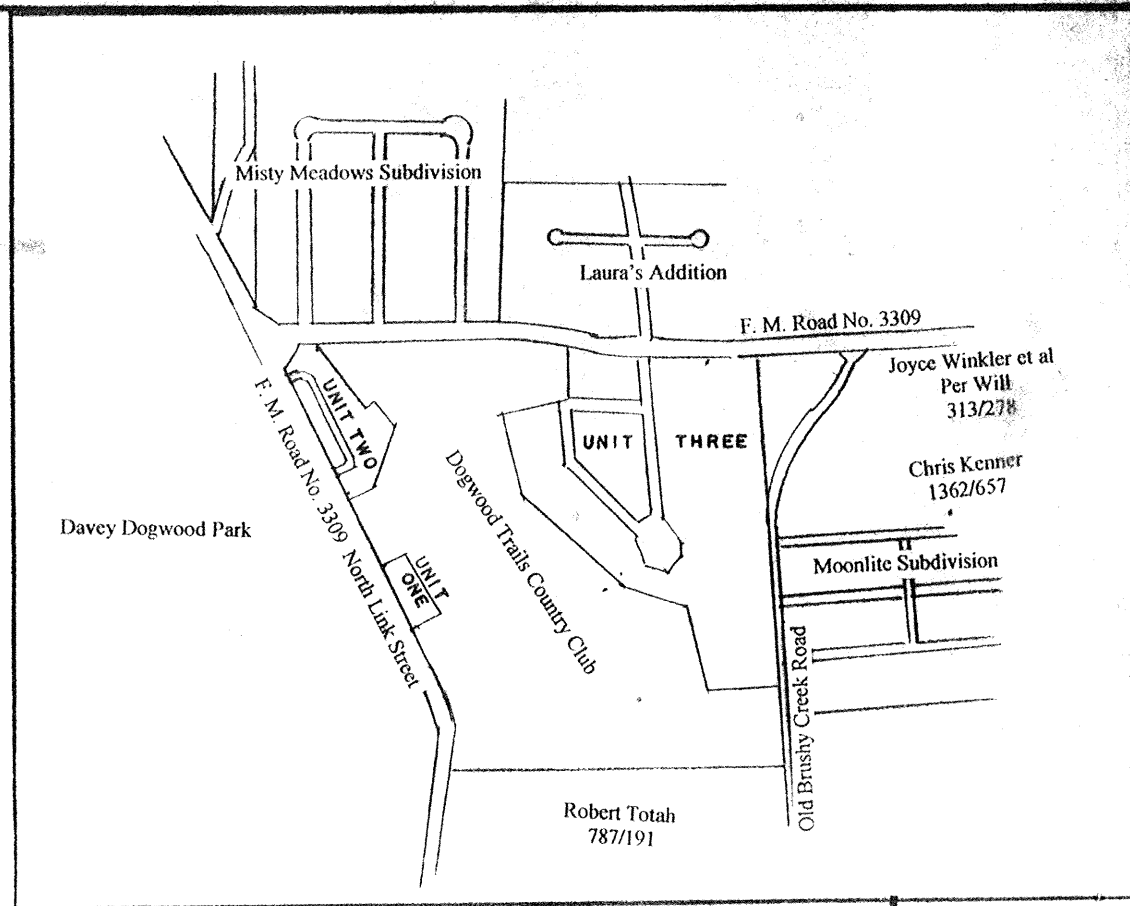 Misty Meadows Subdivision
Laura's Addition
F. M. Road No. 3309
Joyce Winkler et al
Per Will
313/278
UNIT TWO
UNIT THREE
Chris Kenner
1362/657
F. M. Road No. 3309 North Link Street
Dogwood Trails Country Club
Davey Dogwood Park
Moonlite Subdivision
UNIT
ONE
Old Brushy Creek Road
Robert Totah
787/191